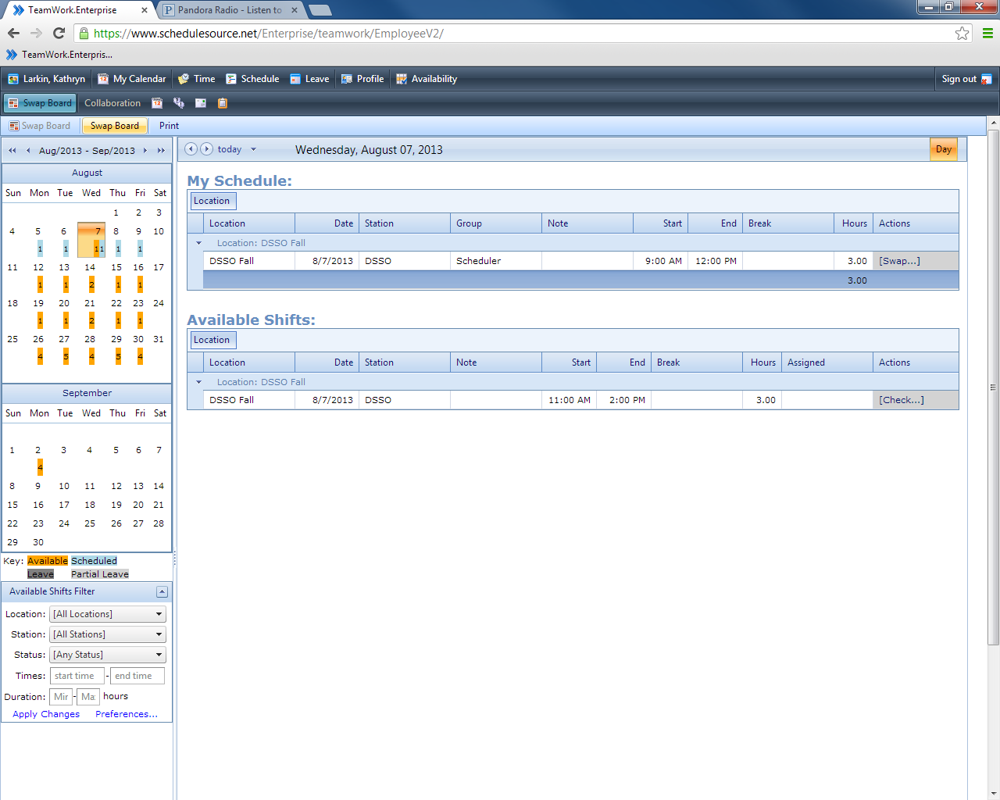 TeamWork.Enterprise
Pandora Radio - Listen to
https://www.schedulesource.net/Enterprise/teamwork/EmployeeV2/
TeamWork.Enterpris...
Larkin, Kathryn My Calendar Time Schedule Leave Profile Availability Sign out
Swap Board Collaboration
Swap Board Swap Board Print
Aug/2013 - Sep/2013
today Wednesday, August 07, 2013 Day
August
Sun Mon Tue Wed Thu Fri Sat
1 2 3
4 5 6 7 8 9 10
1 1 1 1 1 1
11 12 13 14 15 16 17
1 1 2 1 1
18 19 20 21 22 23 24
1 1 2 1 1
25 26 27 28 29 30 31
4 5 4 5 4
September
Sun Mon Tue Wed Thu Fri Sat
1 2 3 4 5 6 7
4
8 9 10 11 12 13 14
15 16 17 18 19 20 21
22 23 24 25 26 27 28
29 30
Key: Available Scheduled
Leave Partial Leave
Available Shifts Filter
Location: [All Locations]
Station: [All Stations]
Status: [Any Status]
Times: start time - end time
Duration: Mir - Ma: hours
Apply Changes Preferences...
My Schedule:
Location
Location Date Station Group Note Start End Break Hours Actions
Location: DSSO Fall
DSSO Fall 8/7/2013 DSSO Scheduler 9:00 AM 12:00 PM 3.00 [Swap...]
3.00
Available Shifts:
Location
Location Date Station Note Start End Break Hours Assigned Actions
Location: DSSO Fall
DSSO Fall 8/7/2013 DSSO 11:00 AM 2:00 PM 3.00 [Check...]